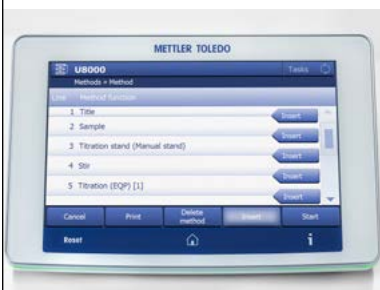 METTLER TOLEDO
U8000
Tasks
Methods > Method
Line Method function
1 Title
Insert
2 Sample
Insert
3 Titration stand (Manual stand)
Insert
4 Stir
Insert
5 Titration (EQP) [1]
Insert
Cancel Print Delete method Insert Start
Reset i